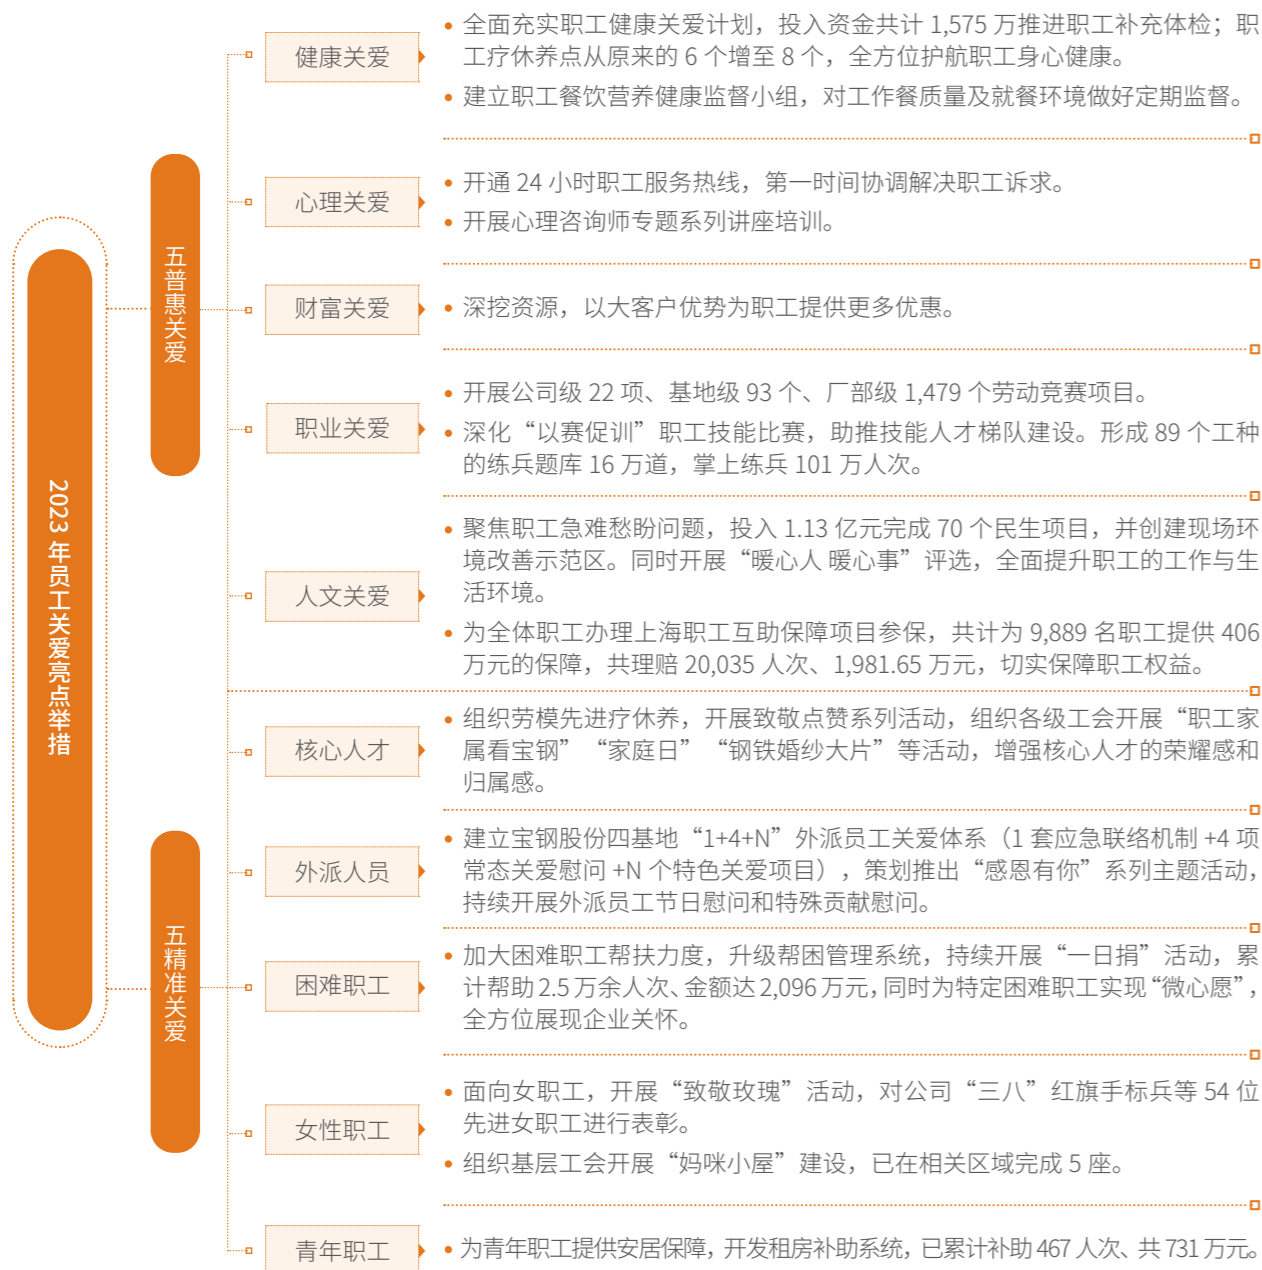 2023 年员工关爱亮点举措
五普惠关爱
健康关爱
• 全面充实职工健康关爱计划，投入资金共计 1,575 万推进职工补充体检；职
工疗休养点从原来的 6 个增至 8 个，全方位护航职工身心健康。
• 建立职工餐饮营养健康监督小组，对工作餐质量及就餐环境做好定期监督。
心理关爱
• 开通 24 小时职工服务热线，第一时间协调解决职工诉求。
• 开展心理咨询师专题系列讲座培训。
财富关爱
• 深挖资源，以大客户优势为职工提供更多优惠。
职业关爱
• 开展公司级 22 项、基地级 93 个、厂部级 1,479 个劳动竞赛项目。
• 深化“以赛促训”职工技能比赛，助推技能人才梯队建设。形成 89 个工种
的练兵题库 16 万道，掌上练兵 101 万人次。
人文关爱
• 聚焦职工急难愁盼问题，投入 1.13 亿元完成 70 个民生项目，并创建现场环
境改善示范区。同时开展“暖心人 暖心事”评选，全面提升职工的工作与生
活环境。
• 为全体职工办理上海职工互助保障项目参保，共计为 9,889 名职工提供 406
万元的保障，共理赔 20,035 人次、1,981.65 万元，切实保障职工权益。
五精准关爱
核心人才
• 组织劳模先进疗休养，开展致敬点赞系列活动，组织各级工会开展“职工家
属看宝钢”“家庭日”“钢铁婚纱大片”等活动，增强核心人才的荣耀感和
归属感。
外派人员
• 建立宝钢股份四基地“1+4+N”外派员工关爱体系（1 套应急联络机制 +4 项
常态关爱慰问 +N 个特色关爱项目），策划推出“感恩有你”系列主题活动，
持续开展外派员工节日慰问和特殊贡献慰问。
困难职工
• 加大困难职工帮扶力度，升级帮困管理系统，持续开展“一日捐”活动，累
计帮助 2.5 万余人次、金额达 2,096 万元，同时为特定困难职工实现“微心愿”，
全方位展现企业关怀。
女性职工
• 面向女职工，开展“致敬玫瑰”活动，对公司“三八”红旗手标兵等 54 位
先进女职工进行表彰。
• 组织基层工会开展“妈咪小屋”建设，已在相关区域完成 5 座。
青年职工
• 为青年职工提供安居保障，开发租房补助系统，已累计补助 467 人次、共 731 万元。